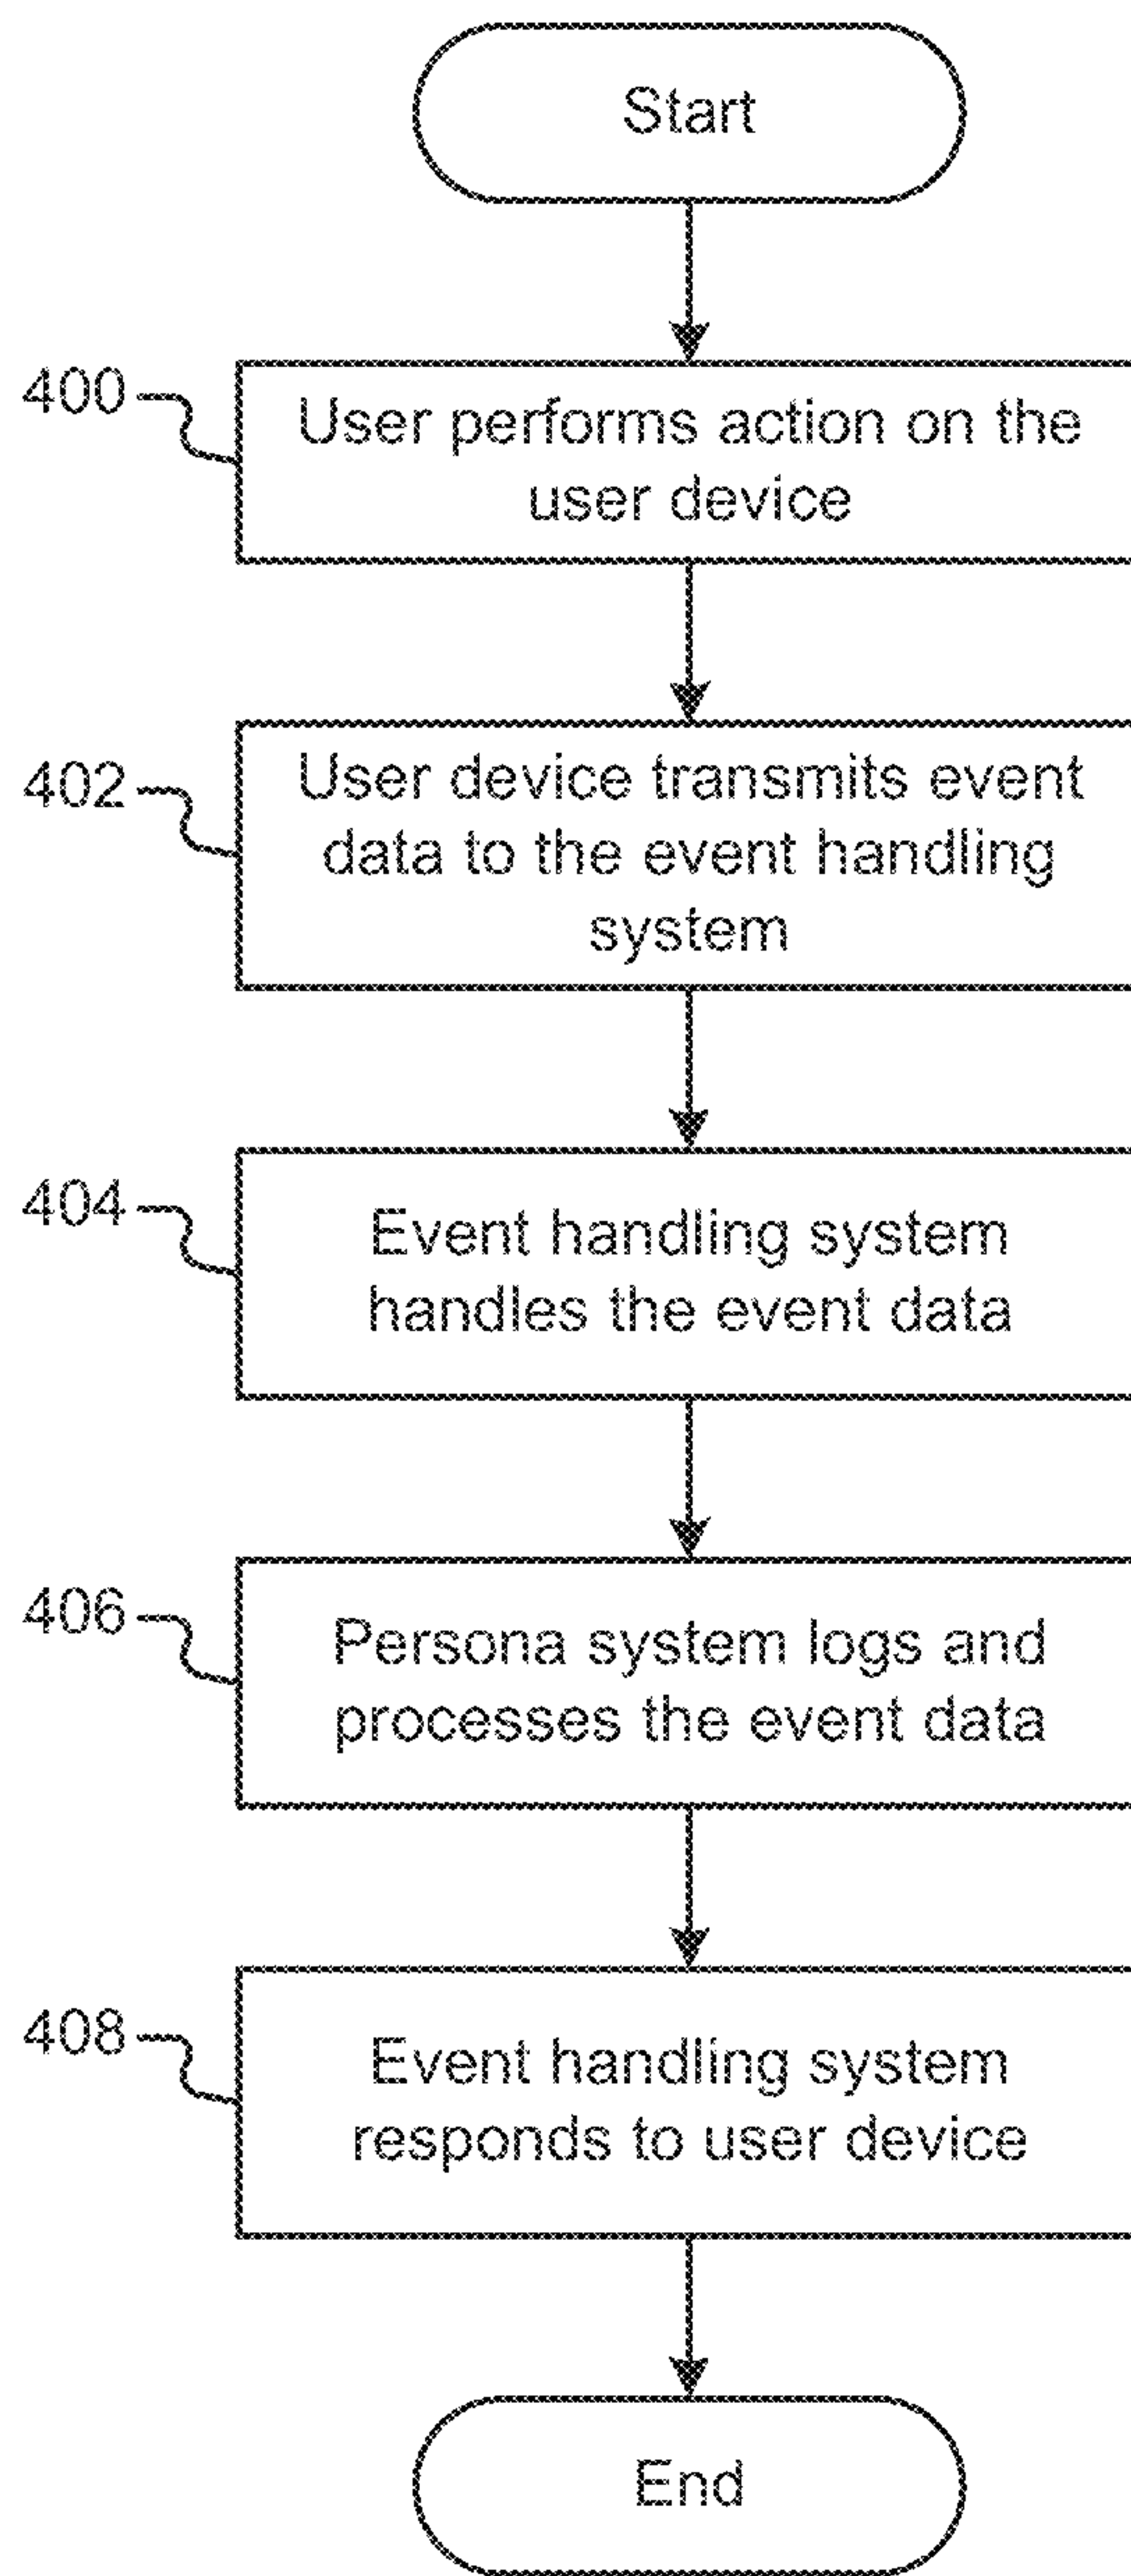 Start
400
User performs action on the
user device
402
User device transmits event
data to the event handling
system
404
Event handling system
handles the event data
406
Persona system logs and
processes the event data
408
Event handling system
responds to user device
End